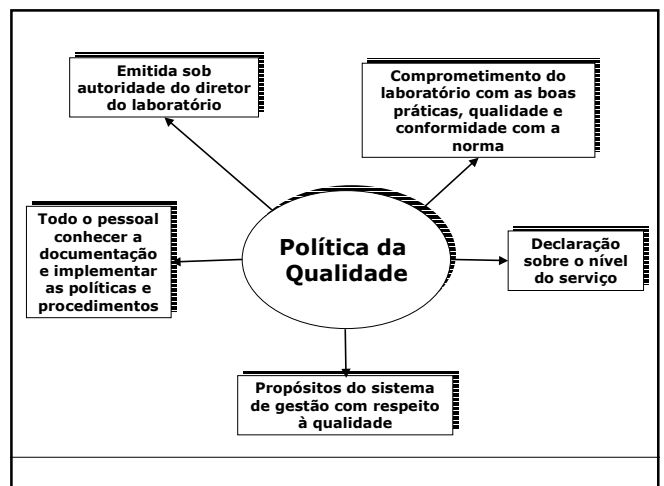 Emitida sob
autoridade do diretor
do laboratório
Comprometimento do
laboratório com as boas
práticas, qualidade e
conformidade com a
norma
Todo o pessoal
conhecer a
documentação
e implementar
as políticas e
procedimentos
Política da
Qualidade
Declaração
sobre o nível
do serviço
Propósitos do sistema
de gestão com respeito
à qualidade